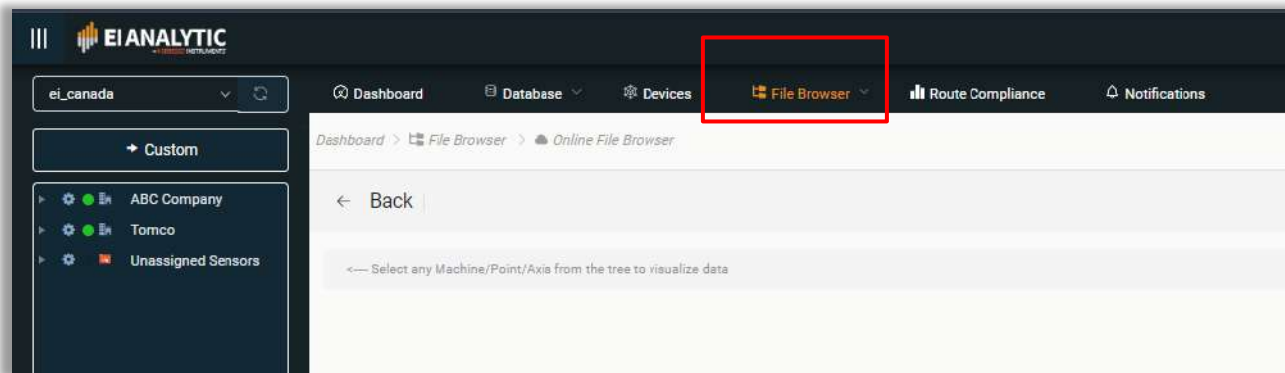 EI ANALYTIC
ei_canada
Dashboard
Database
Devices
File Browser
Route Compliance
Notifications
Dashboard > File Browser > Online File Browser
Custom
ABC Company
Tomco
Unassigned Sensors
← Back
<--- Select any Machine/Point/Axis from the tree to visualize data